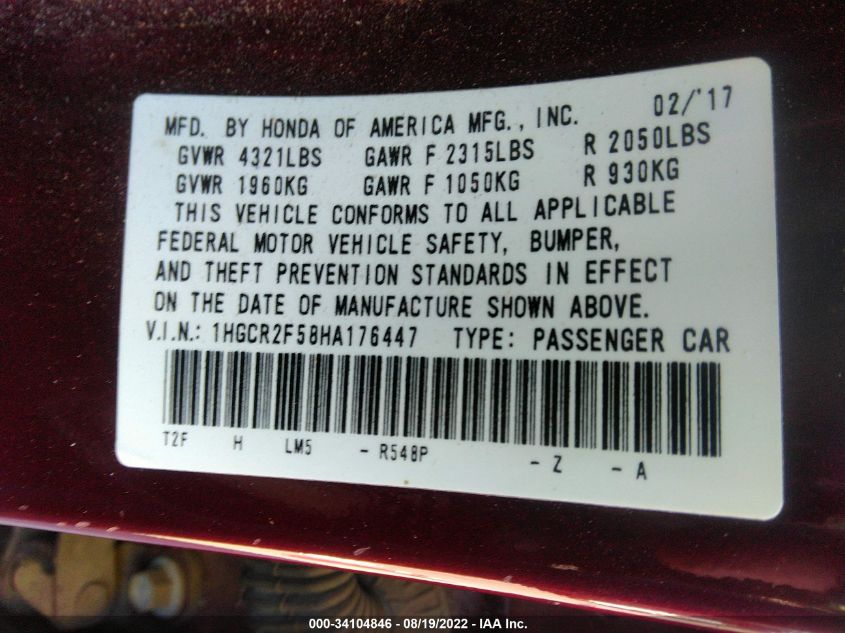 MFD. BY HONDA OF AMERICA MFG., INC. 02/'17
GVWR 4321LBS GAWR F 2315LBS R 2050LBS
GVWR 1960KG GAWR F 1050KG R 930KG
THIS VEHICLE CONFORMS TO ALL APPLICABLE
FEDERAL MOTOR VEHICLE SAFETY, BUMPER,
AND THEFT PREVENTION STANDARDS IN EFFECT
ON THE DATE OF MANUFACTURE SHOWN ABOVE.
V.I.N.: 1HGCR2F58HA176447 TYPE: PASSENGER CAR
T2F H LM5 - R548P - Z - A
000-34104846 - 08/19/2022 - IAA Inc.